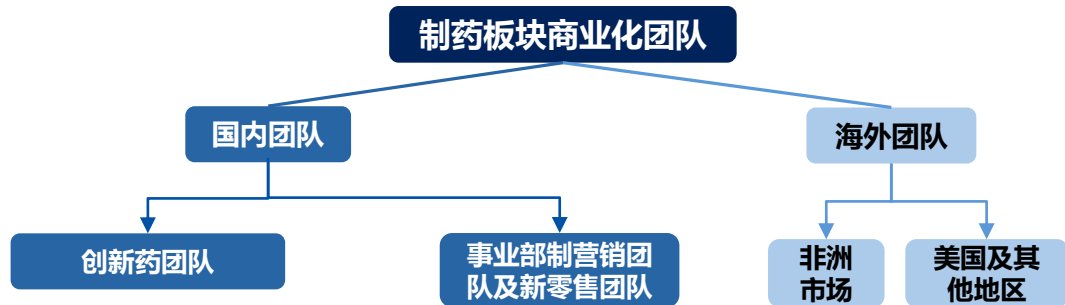 制药板块商业化团队
国内团队
海外团队
创新药团队
事业部制营销团
队及新零售团队
非洲
市场
美国及其
他地区